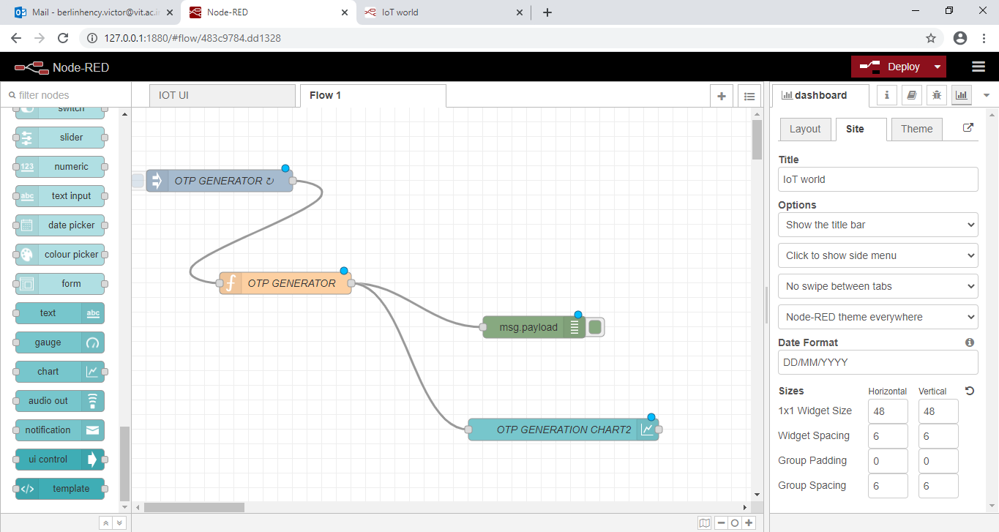 Mail - berlinhency.victor@vit.ac.i
Node-RED
IoT world
127.0.0.1:1880/#flow/483c9784.dd1328
Node-RED
Deploy
filter nodes
IOT UI
Flow 1
dashboard
switch
slider
123 numeric
abc text input
date picker
colour picker
form
text abc
gauge
chart
audio out
notification
ui control
</> template
OTP GENERATOR ↻
OTP GENERATOR
msg.payload
OTP GENERATION CHART2
Layout
Site
Theme
Title
IoT world
Options
Show the title bar
Click to show side menu
No swipe between tabs
Node-RED theme everywhere
Date Format
DD/MM/YYYY
Sizes Horizontal Vertical
1x1 Widget Size 48 48
Widget Spacing 6 6
Group Padding 0 0
Group Spacing 6 6